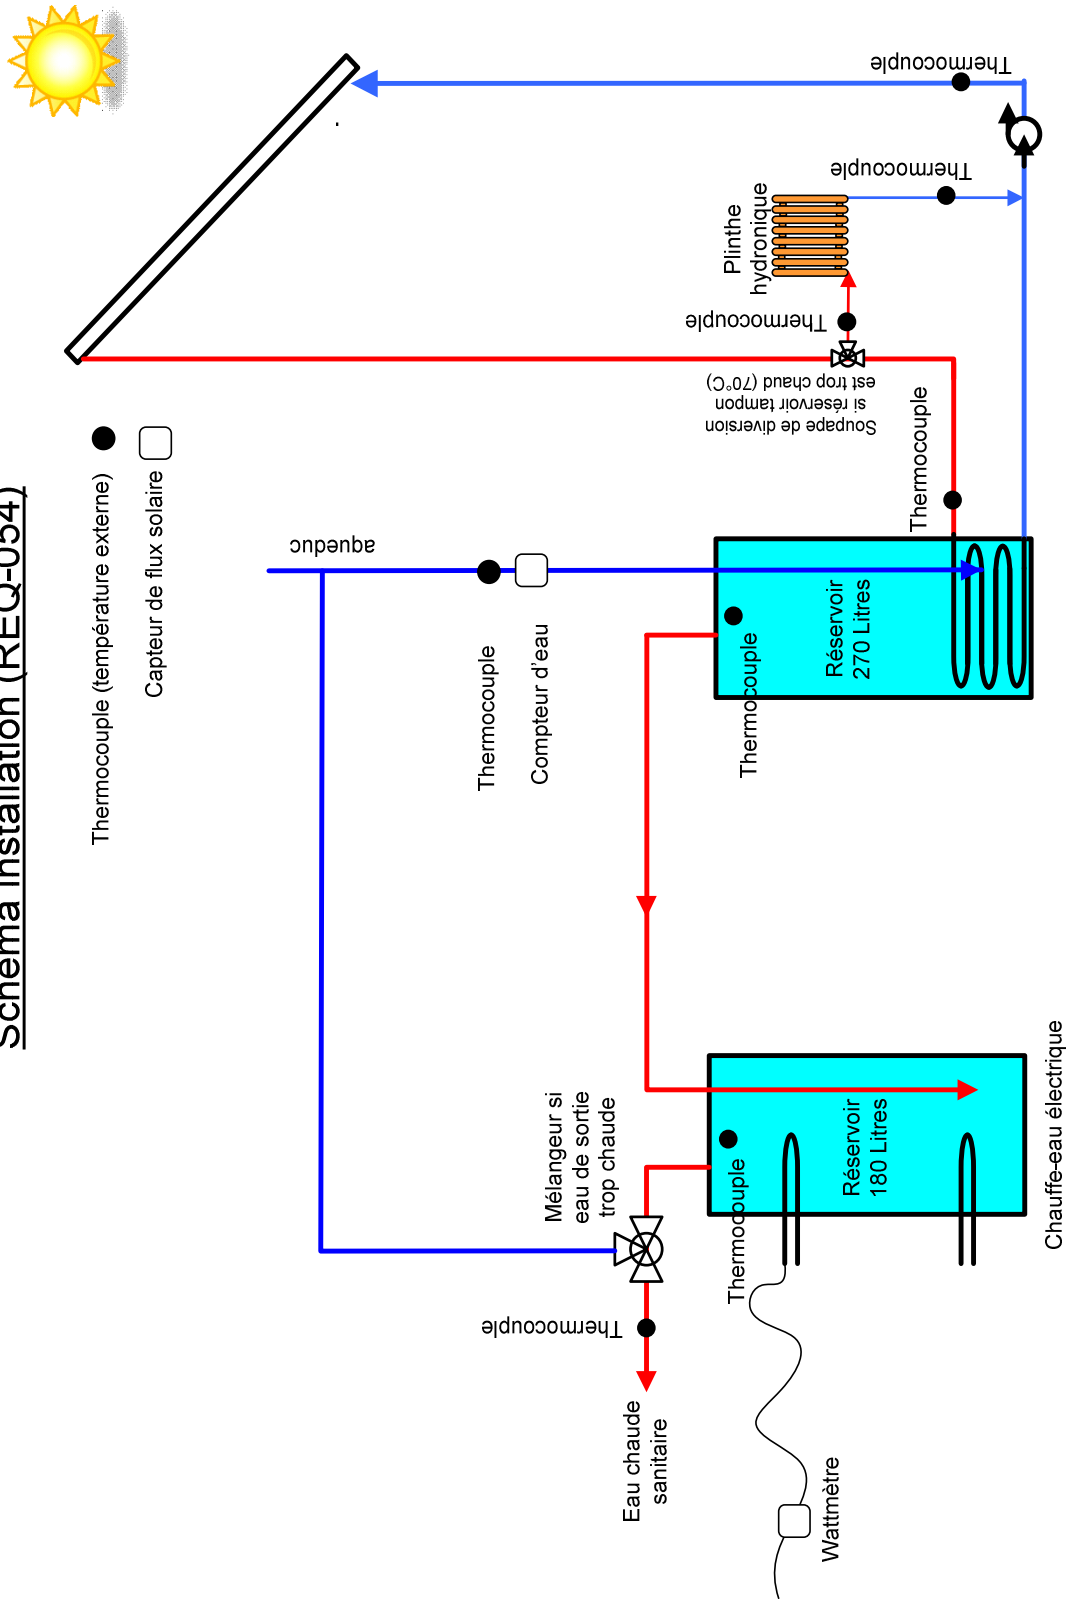 Schéma Installation (REQ-054)
Thermocouple (température externe)
Capteur de flux solaire
aqueduc
Thermocouple
Compteur d'eau
Thermocouple
Thermocouple
Plinthe
hydronique
Thermocouple
Soupape de diversion
si réservoir tampon
est trop chaud (70°C)
Thermocouple
Thermocouple
Réservoir
270 Litres
Mélangeur si
eau de sortie
trop chaude
Thermocouple
Réservoir
180 Litres
Chauffe-eau électrique
Thermocouple
Eau chaude
sanitaire
Wattmètre